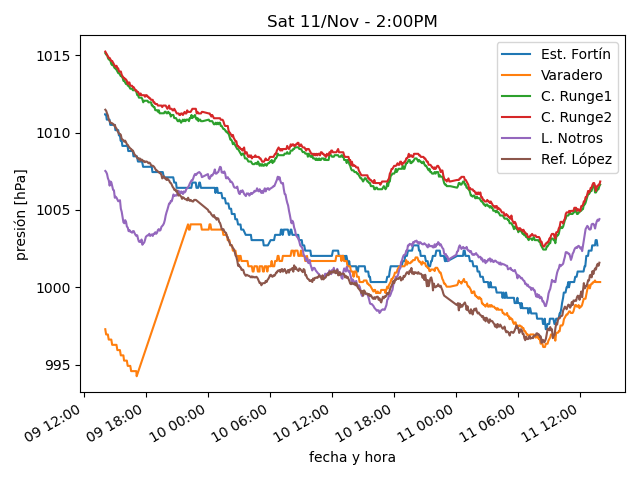 Sat 11/Nov - 2:00PM
presión [hPa]
1015
1010
1005
1000
995
Est. Fortín
Varadero
C. Runge1
C. Runge2
L. Notros
Ref. López
09 12:00
09 18:00
10 00:00
10 06:00
10 12:00
10 18:00
11 00:00
11 06:00
11 12:00
fecha y hora